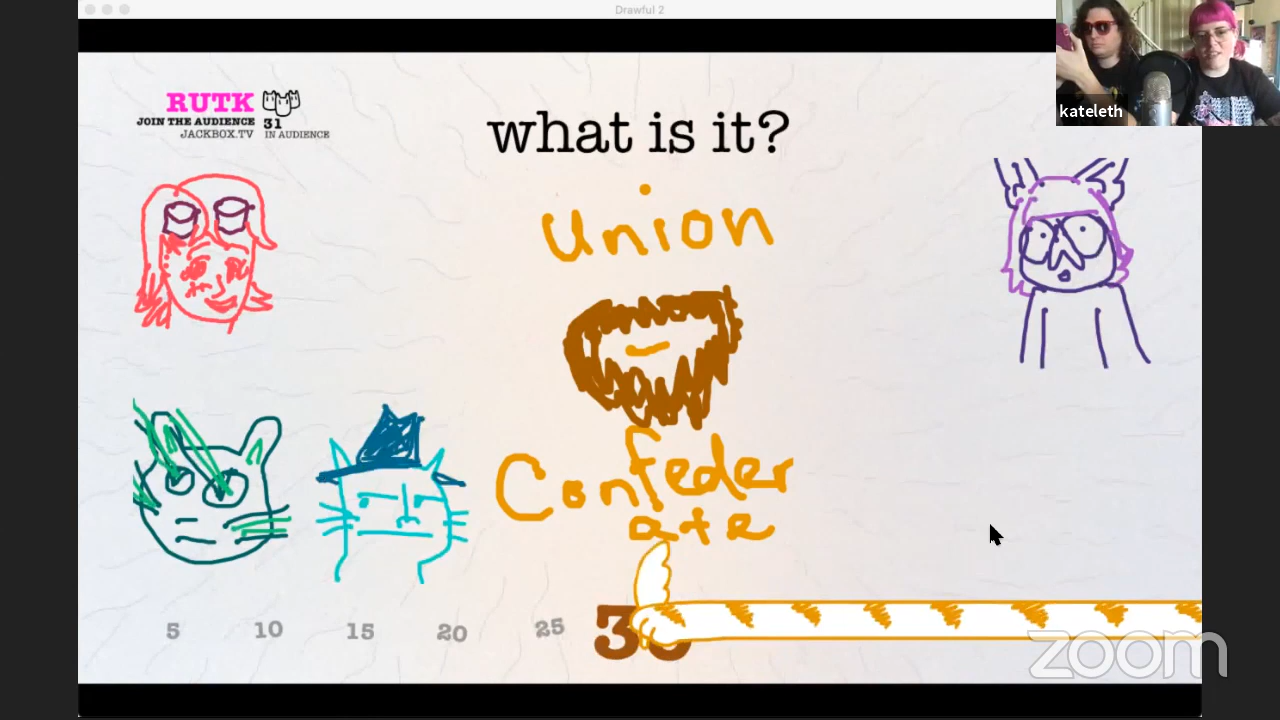 Drawful 2
RUTK
JOIN THE AUDIENCE
JACKBOX.TV
31
IN AUDIENCE
what is it?
kateleth
union
Confeder
ate
5 10 15 20 25 30
zoom